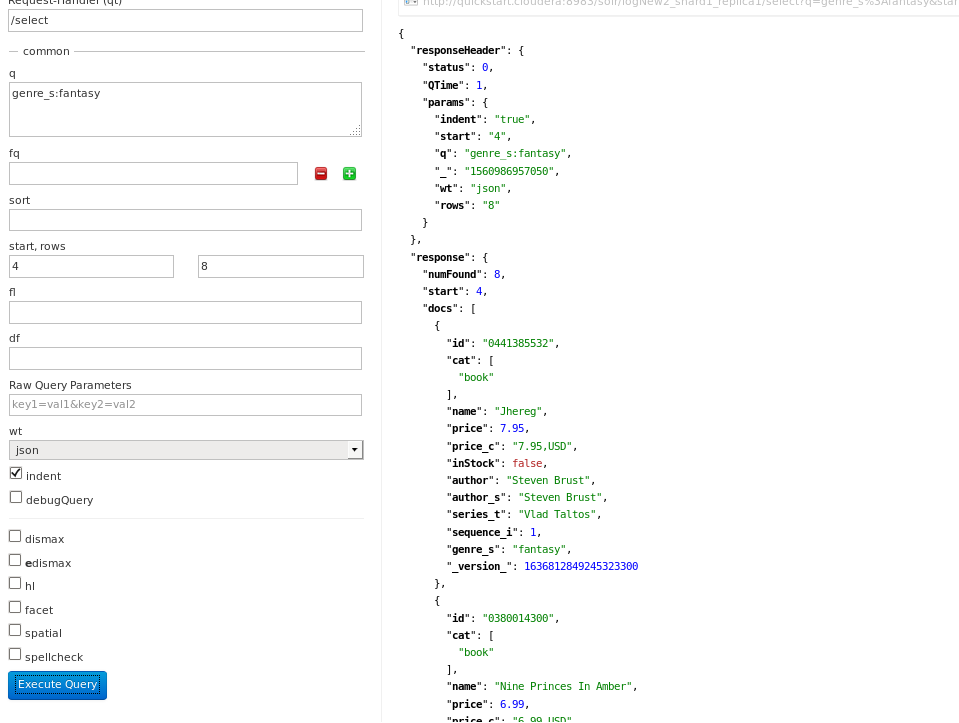 Request-Handler (qt)
/select
common
q
genre_s:fantasy
fq
sort
start, rows
4 8
fl
df
Raw Query Parameters
key1=val1&key2=val2
wt
json
indent
debugQuery
dismax
edismax
hl
facet
spatial
spellcheck
Execute Query
http://quickstart.cloudera:8983/solr/logNew2_shard1_replica1/select?q=genre_s%3Afantasy&star
{
"responseHeader": {
"status": 0,
"QTime": 1,
"params": {
"indent": "true",
"start": "4",
"q": "genre_s:fantasy",
"_": "1560986957050",
"wt": "json",
"rows": "8"
}
},
"response": {
"numFound": 8,
"start": 4,
"docs": [
{
"id": "0441385532",
"cat": [
"book"
],
"name": "Jhereg",
"price": 7.95,
"price_c": "7.95,USD",
"inStock": false,
"author": "Steven Brust",
"author_s": "Steven Brust",
"series_t": "Vlad Taltos",
"sequence_i": 1,
"genre_s": "fantasy",
"_version_": 1636812849245323300
},
{
"id": "0380014300",
"cat": [
"book"
],
"name": "Nine Princes In Amber",
"price": 6.99,
"price_c": "6.99,USD",